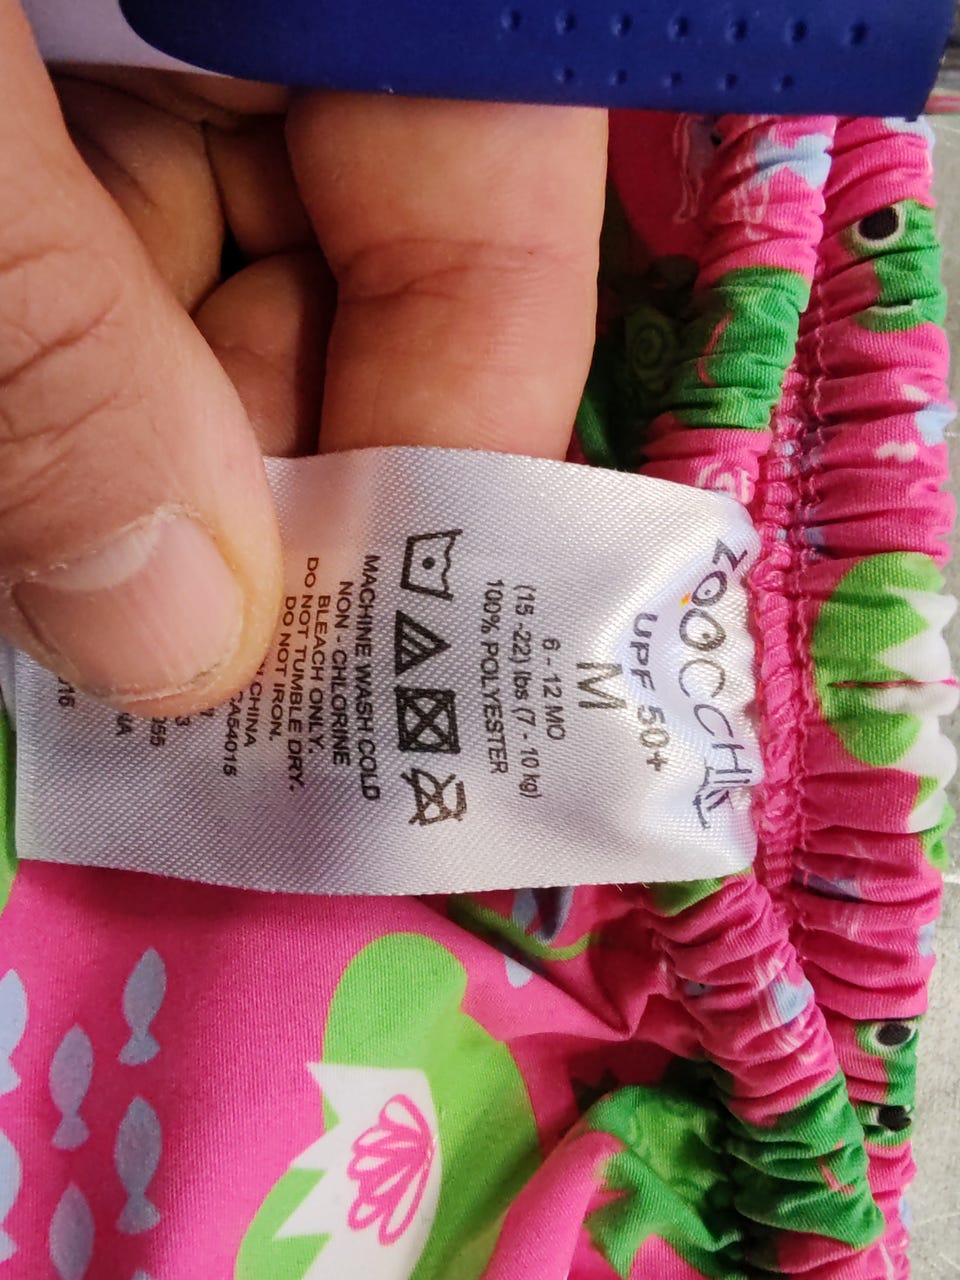 ZOOCCHINI
UPF 50+
M
6 - 12 MO
(15 -22) lbs (7 - 10 kg)
100% POLYESTER
MACHINE WASH COLD
NON - CHLORINE
BLEACH ONLY.
DO NOT TUMBLE DRY.
DO NOT IRON.
CHINA
CA54015